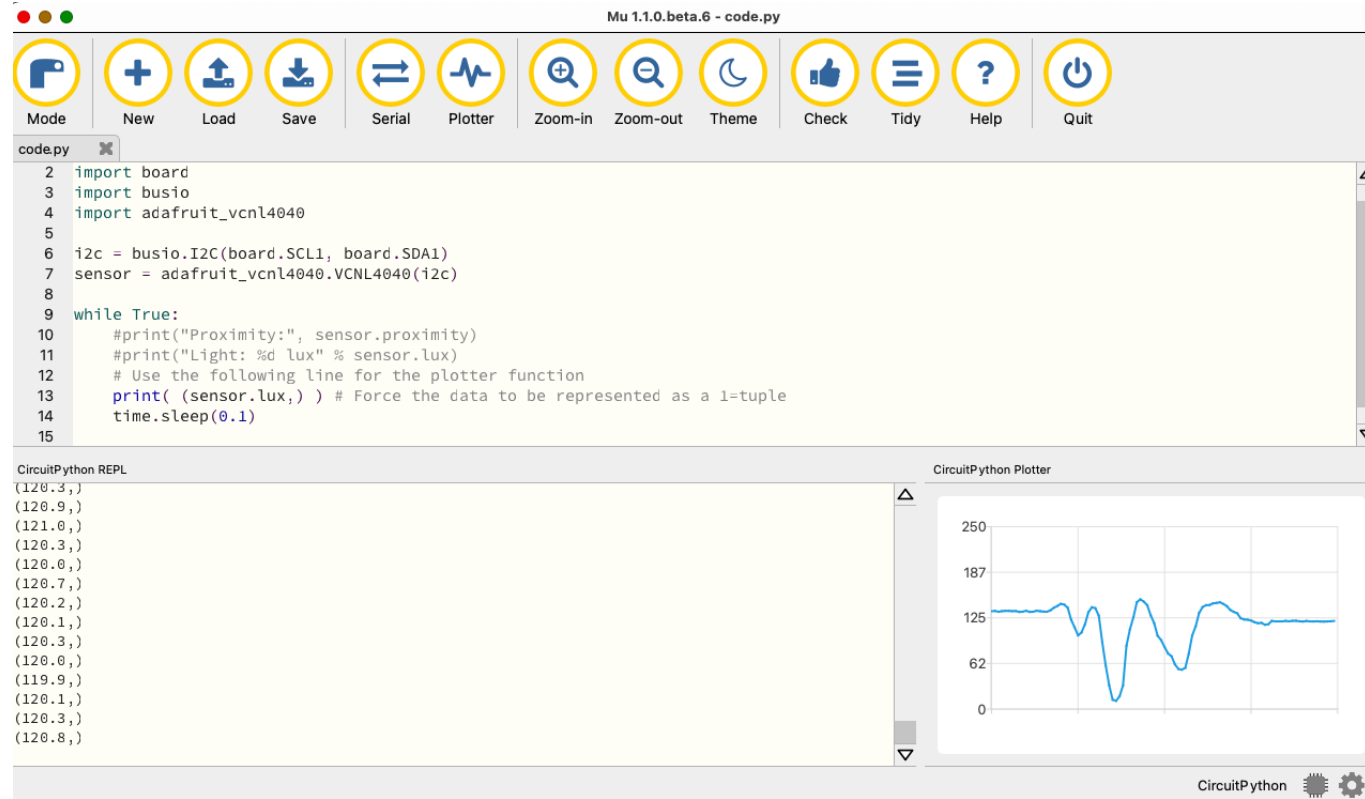 Mu 1.1.0.beta.6 - code.py
Mode New Load Save Serial Plotter Zoom-in Zoom-out Theme Check Tidy Help Quit
code.py
2 import board
3 import busio
4 import adafruit_vcnl4040
5
6 i2c = busio.I2C(board.SCL1, board.SDA1)
7 sensor = adafruit_vcnl4040.VCNL4040(i2c)
8
9 while True:
10     #print("Proximity:", sensor.proximity)
11     #print("Light: %d lux" % sensor.lux)
12     # Use the following line for the plotter function
13     print( (sensor.lux,) ) # Force the data to be represented as a 1=tuple
14     time.sleep(0.1)
15
CircuitPython REPL
(120.3,)
(120.9,)
(121.0,)
(120.3,)
(120.0,)
(120.7,)
(120.2,)
(120.1,)
(120.3,)
(120.0,)
(119.9,)
(120.1,)
(120.3,)
(120.8,)
CircuitPython Plotter
250
187
125
62
0
CircuitPython